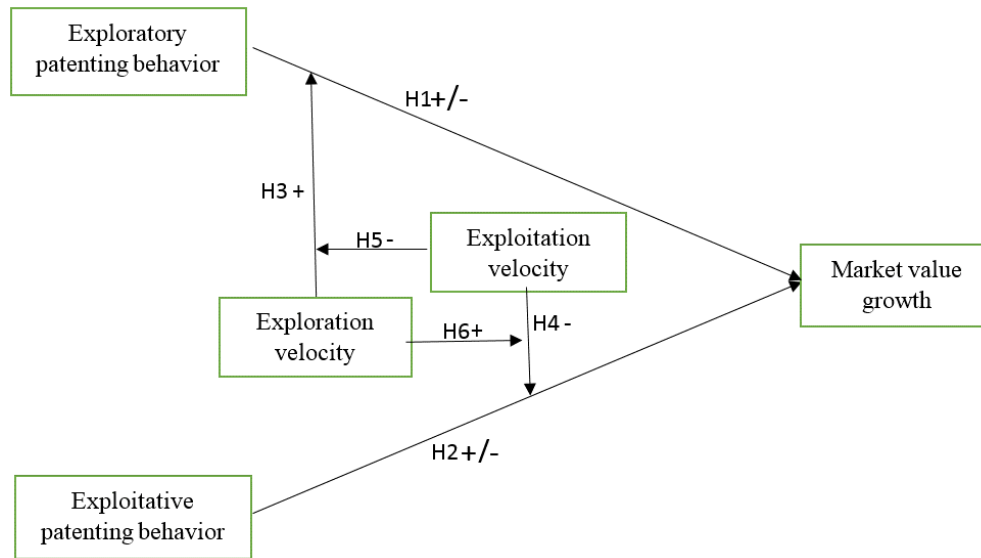 Exploratory
patenting behavior
H1+/-
H3 +
H5 -
Exploitation
velocity
Market value
growth
Exploration
velocity
H6+
H4 -
H2+/-
Exploitative
patenting behavior